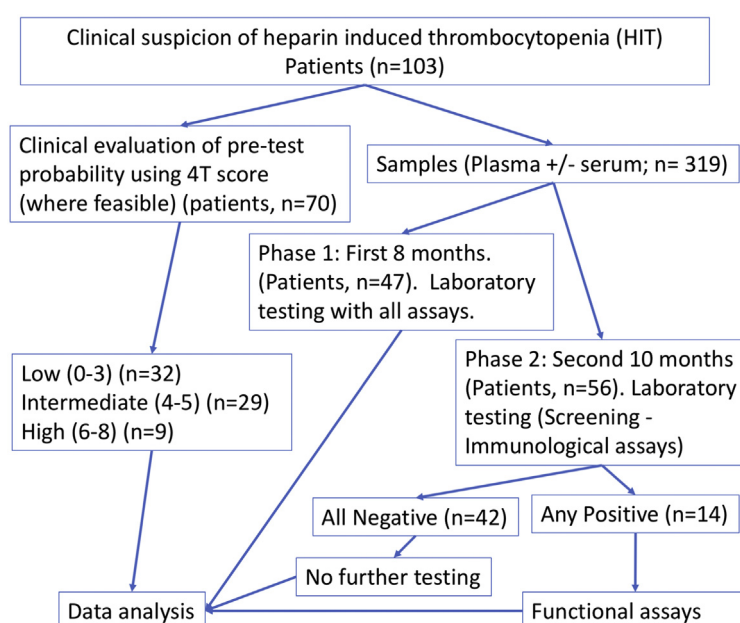 Clinical suspicion of heparin induced thrombocytopenia (HIT)
Patients (n=103)
Clinical evaluation of pre-test
probability using 4T score
(where feasible) (patients, n=70)
Samples (Plasma +/- serum; n= 319)
Phase 1: First 8 months.
(Patients, n=47).  Laboratory
testing with all assays.
Low (0-3) (n=32)
Intermediate (4-5) (n=29)
High (6-8) (n=9)
Phase 2: Second 10 months
(Patients, n=56). Laboratory
testing (Screening -
Immunological assays)
All Negative (n=42)
Any Positive (n=14)
No further testing
Data analysis
Functional assays